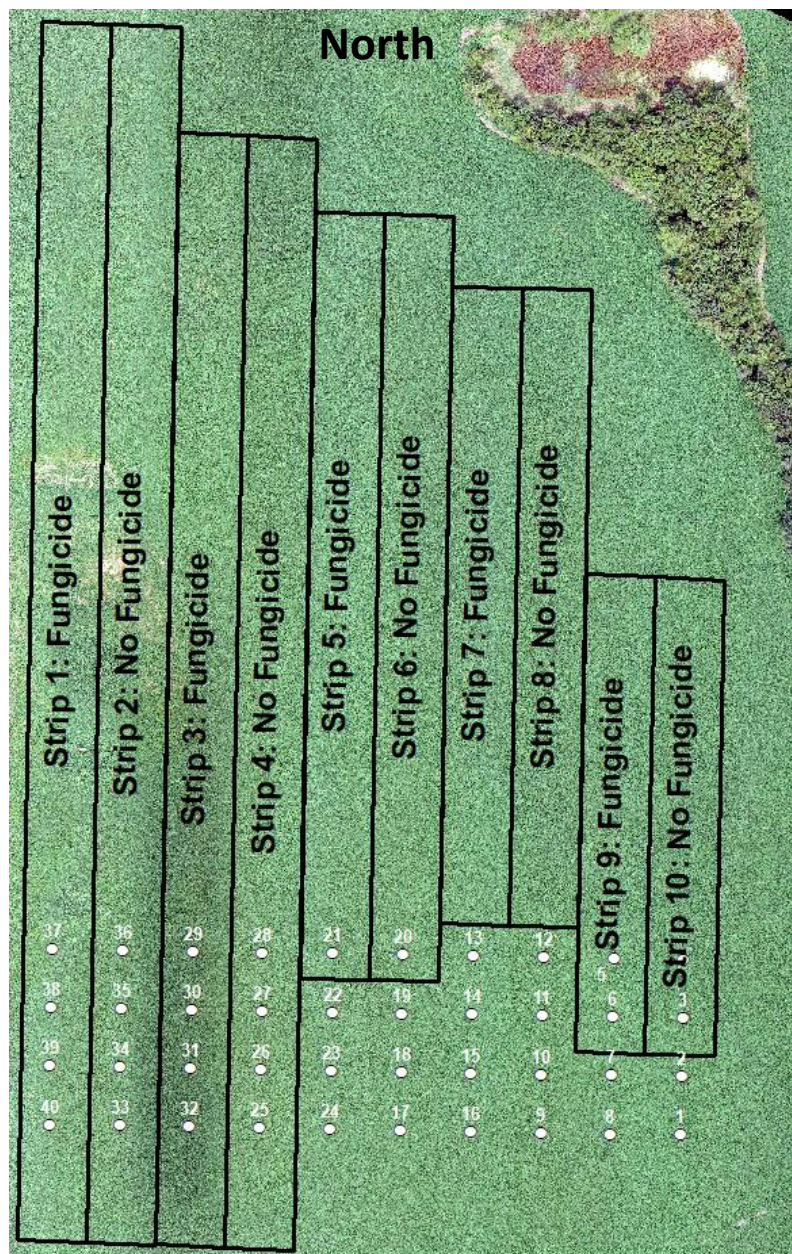 North
Strip 1: Fungicide
Strip 2: No Fungicide
Strip 3: Fungicide
Strip 4: No Fungicide
Strip 5: Fungicide
Strip 6: No Fungicide
Strip 7: Fungicide
Strip 8: No Fungicide
Strip 9: Fungicide
Strip 10: No Fungicide
37 36 29 28 21 20 13 12 5
38 35 30 27 22 19 14 11 6 3
39 34 31 26 23 18 15 10 7 2
40 33 32 25 24 17 16 9 8 1